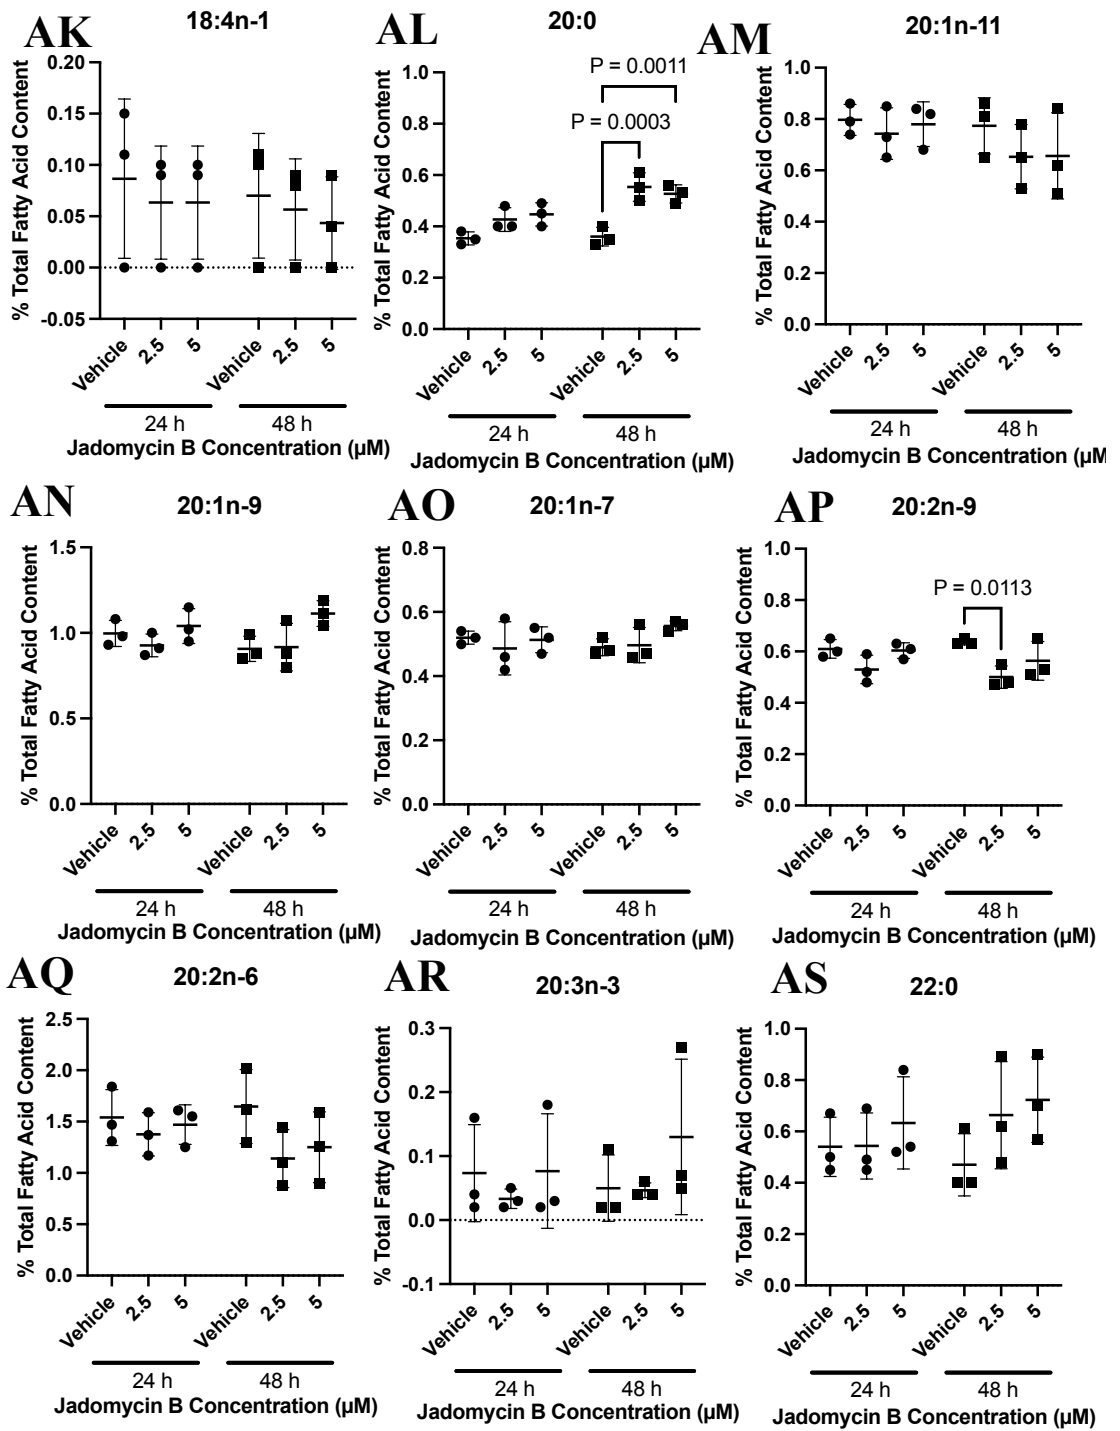 AK 18:4n-1
% Total Fatty Acid Content
0.20
0.15
0.10
0.05
0.00
-0.05
Vehicle 2.5 5 Vehicle 2.5 5
24 h 48 h
Jadomycin B Concentration (µM)
AL 20:0
% Total Fatty Acid Content
1.0
0.8
0.6
0.4
0.2
0.0
P = 0.0011
P = 0.0003
Vehicle 2.5 5 Vehicle 2.5 5
24 h 48 h
Jadomycin B Concentration (µM)
AM 20:1n-11
% Total Fatty Acid Content
1.0
0.8
0.6
0.4
0.2
0.0
Vehicle 2.5 5 Vehicle 2.5 5
24 h 48 h
Jadomycin B Concentration (µM
AN 20:1n-9
% Total Fatty Acid Content
1.5
1.0
0.5
0.0
Vehicle 2.5 5 Vehicle 2.5 5
24 h 48 h
Jadomycin B Concentration (µM)
AO 20:1n-7
% Total Fatty Acid Content
0.8
0.6
0.4
0.2
0.0
Vehicle 2.5 5 Vehicle 2.5 5
24 h 48 h
Jadomycin B Concentration (µM)
AP 20:2n-9
% Total Fatty Acid Content
1.0
0.8
0.6
0.4
0.2
0.0
P = 0.0113
Vehicle 2.5 5 Vehicle 2.5 5
24 h 48 h
Jadomycin B Concentration (µM)
AQ 20:2n-6
% Total Fatty Acid Content
2.5
2.0
1.5
1.0
0.5
0.0
Vehicle 2.5 5 Vehicle 2.5 5
24 h 48 h
Jadomycin B Concentration (µM)
AR 20:3n-3
% Total Fatty Acid Content
0.3
0.2
0.1
0.0
-0.1
Vehicle 2.5 5 Vehicle 2.5 5
24 h 48 h
Jadomycin B Concentration (µM)
AS 22:0
% Total Fatty Acid Content
1.0
0.8
0.6
0.4
0.2
0.0
Vehicle 2.5 5 Vehicle 2.5 5
24 h 48 h
Jadomycin B Concentration (µM)